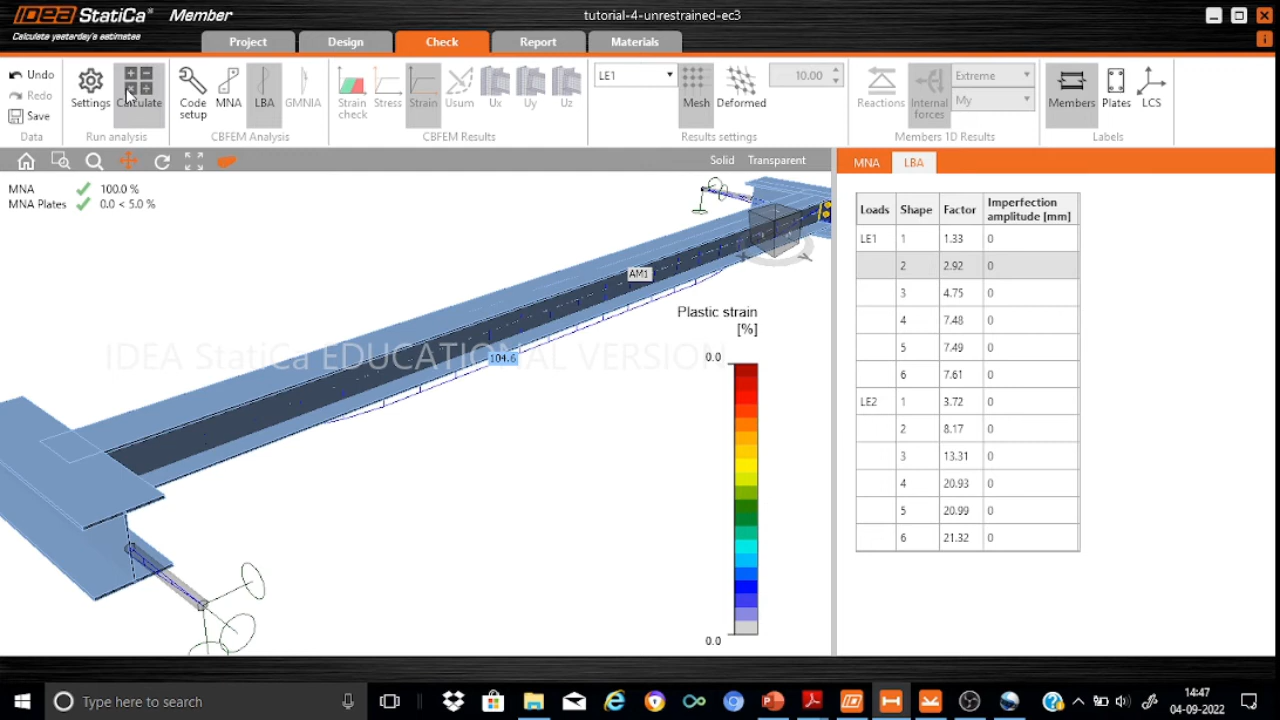 IDEA StatiCa® Member
Calculate yesterday's estimates
tutorial-4-unrestrained-ec3
Project Design Check Report Materials
Undo
Redo
Save
Settings Calculate
Code setup MNA LBA GMNIA
Strain check Stress Strain Usum Ux Uy Uz
LE1
Mesh Deformed
10.00
Reactions Internal forces
Extreme
My
Members Plates LCS
Data Run analysis CBFEM Analysis CBFEM Results Results settings Members 1D Results Labels
Solid Transparent
MNA 100.0 %
MNA Plates 0.0 < 5.0 %
AM1
104.6
IDEA StatiCa EDUCATIONAL VERSION
Plastic strain
[%]
0.0
0.0
MNA LBA
Loads Shape Factor Imperfection amplitude [mm]
LE1 1 1.33 0
2 2.92 0
3 4.75 0
4 7.48 0
5 7.49 0
6 7.61 0
LE2 1 3.72 0
2 8.17 0
3 13.31 0
4 20.93 0
5 20.99 0
6 21.32 0
Type here to search
14:47
04-09-2022